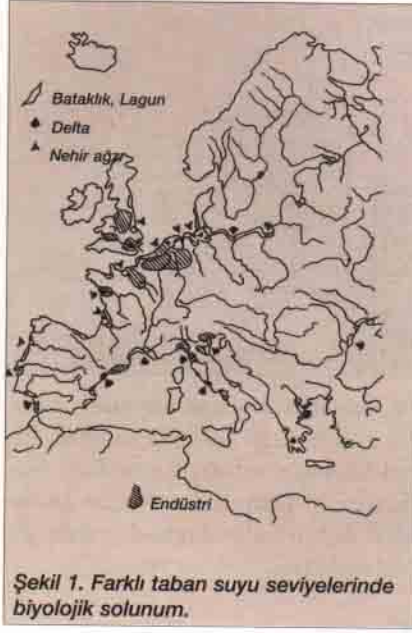 Bataklık, Lagun
Delta
Nehir ağzı
Endüstri
Şekil 1. Farklı taban suyu seviyelerinde
biyolojik solunum.